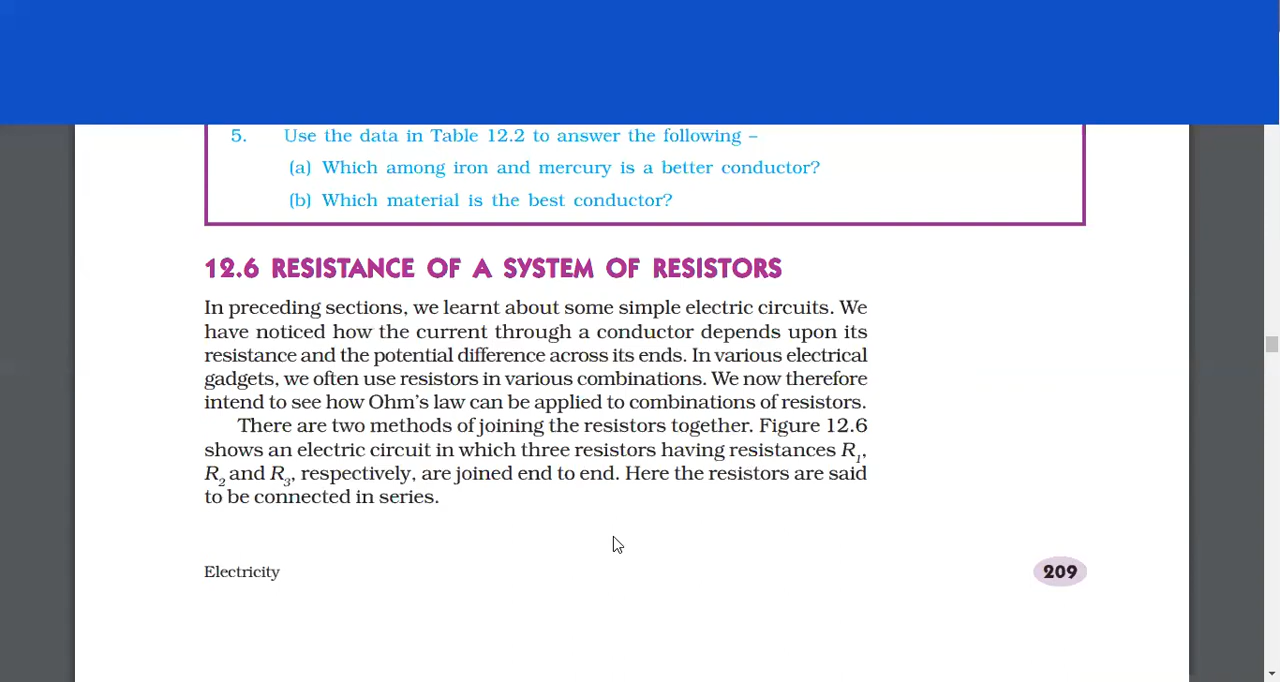 5. Use the data in Table 12.2 to answer the following –
(a) Which among iron and mercury is a better conductor?
(b) Which material is the best conductor?
12.6 RESISTANCE OF A SYSTEM OF RESISTORS
In preceding sections, we learnt about some simple electric circuits. We
have noticed how the current through a conductor depends upon its
resistance and the potential difference across its ends. In various electrical
gadgets, we often use resistors in various combinations. We now therefore
intend to see how Ohm's law can be applied to combinations of resistors.
There are two methods of joining the resistors together. Figure 12.6
shows an electric circuit in which three resistors having resistances R1,
R2 and R3, respectively, are joined end to end. Here the resistors are said
to be connected in series.
Electricity
209